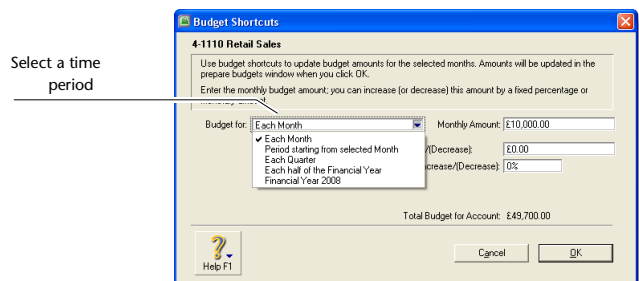 Budget Shortcuts
4-1110 Retail Sales
Select a time
period
Use budget shortcuts to update budget amounts for the selected months. Amounts will be updated in the
prepare budgets window when you click OK.
Enter the monthly budget amount; you can increase (or decrease) this amount by a fixed percentage or
Budget for: Each Month
Monthly Amount: £10,000.00
✓ Each Month
Period starting from selected Month
Each Quarter
Each half of the Financial Year
Financial Year 2008
/(Decrease): £0.00
crease/(Decrease): 0%
Total Budget for Account: £49,700.00
Help F1
Cancel
OK